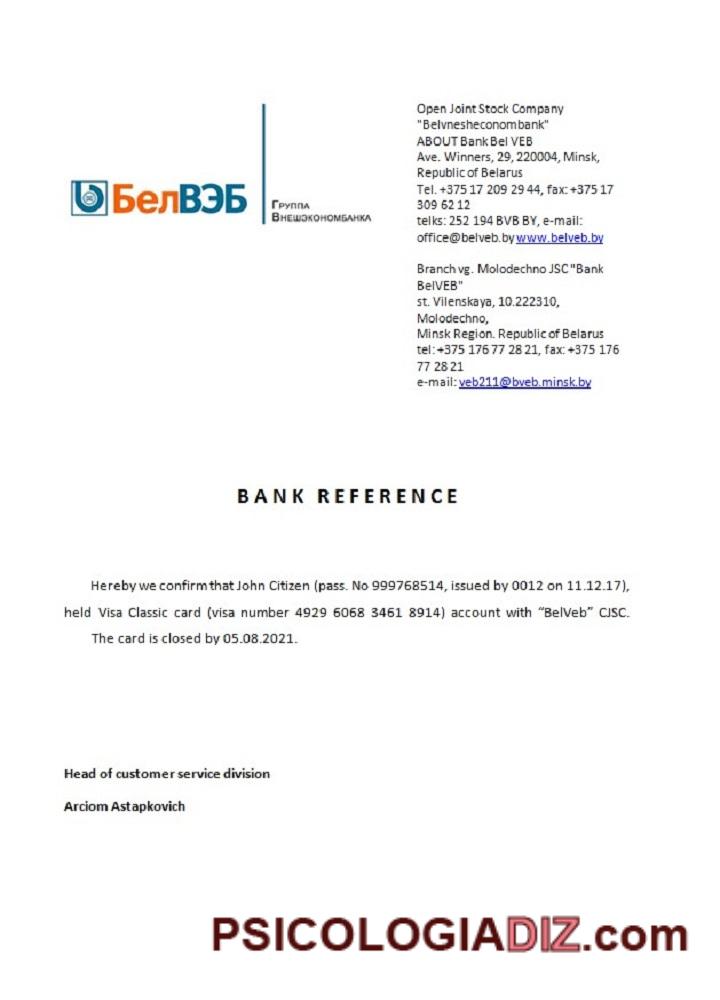 БелВЭБ
Группа
Внешэкономбанка
Open Joint Stock Company
"Belvnesheconombank"
ABOUT Bank Bel VEB
Ave. Winners, 29, 220004, Minsk,
Republic of Belarus
Tel. +375 17 209 29 44, fax: +375 17
309 62 12
telks: 252 194 BVB BY, e-mail:
office@belveb.by www.belveb.by
Branch vg. Molodechno JSC "Bank
BelVEB"
st. Vilenskaya, 10.222310,
Molodechno,
Minsk Region. Republic of Belarus
tel: +375 176 77 28 21, fax: +375 176
77 28 21
e-mail: veb211@bveb.minsk.by
BANK REFERENCE
Hereby we confirm that John Citizen (pass. No 999768514, issued by 0012 on 11.12.17),
held Visa Classic card (visa number 4929 6068 3461 8914) account with “BelVeb” CJSC.
The card is closed by 05.08.2021.
Head of customer service division
Arciom Astapkovich
PSICOLOGIADIZ.com